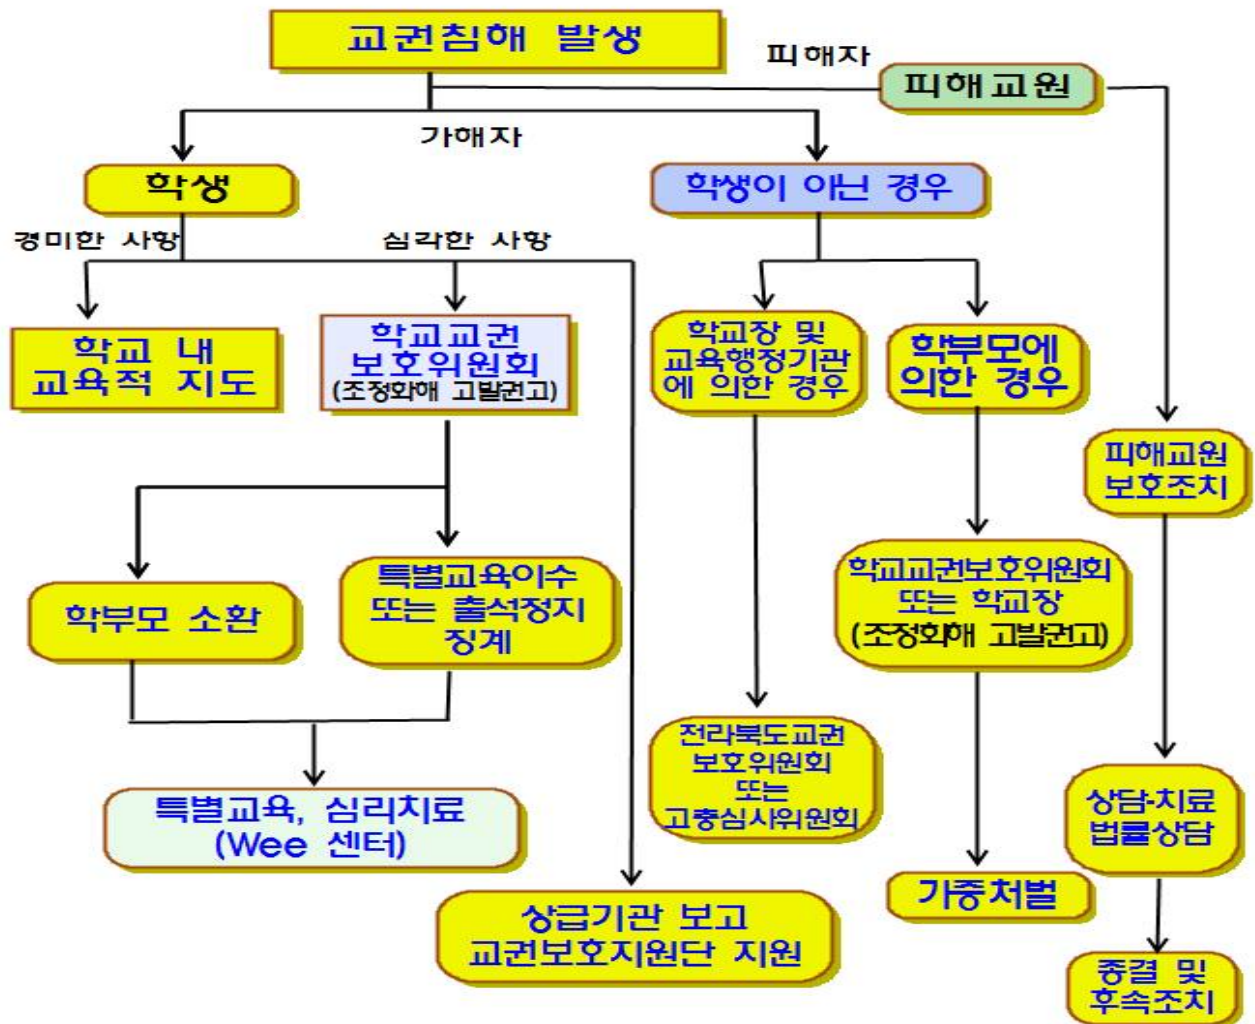 교권침해 발생
피해자
피해교원
가해자
학생
학생이 아닌 경우
경미한 사항
심각한 사항
학교 내
교육적 지도
학교교권
보호위원회
(조정화해 고발권고)
학교장 및
교육행정기관
에 의한 경우
학부모에
의한 경우
피해교원
보호조치
학부모 소환
특별교육이수
또는 출석정지
징계
학교교권보호위원회
또는 학교장
(조정화해 고발권고)
특별교육, 심리치료
(Wee 센터)
전라북도교권
보호위원회
또는
고충심사위원회
상담·치료
법률상담
가중처벌
상급기관 보고
교권보호지원단 지원
종결 및
후속조치